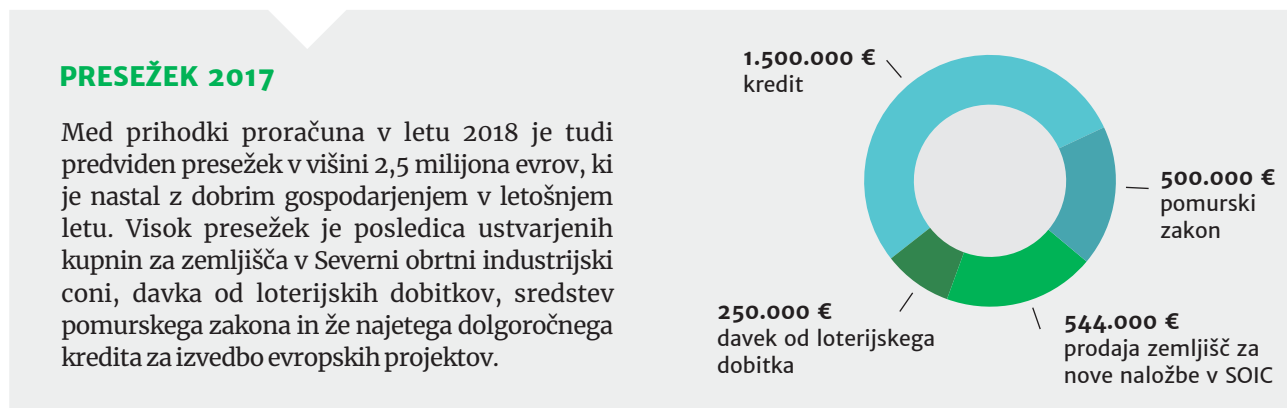 PRESEŽEK 2017
Med prihodki proračuna v letu 2018 je tudi
predviden presežek v višini 2,5 milijona evrov, ki
je nastal z dobrim gospodarjenjem v letošnjem
letu. Visok presežek je posledica ustvarjenih
kupnin za zemljišča v Severni obrtni industrijski
coni, davka od loterijskih dobitkov, sredstev
pomurskega zakona in že najetega dolgoročnega
kredita za izvedbo evropskih projektov.
1.500.000 €
kredit
500.000 €
pomurski
zakon
250.000 €
davek od loterijskega
dobitka
544.000 €
prodaja zemljišč za
nove naložbe v SOIC